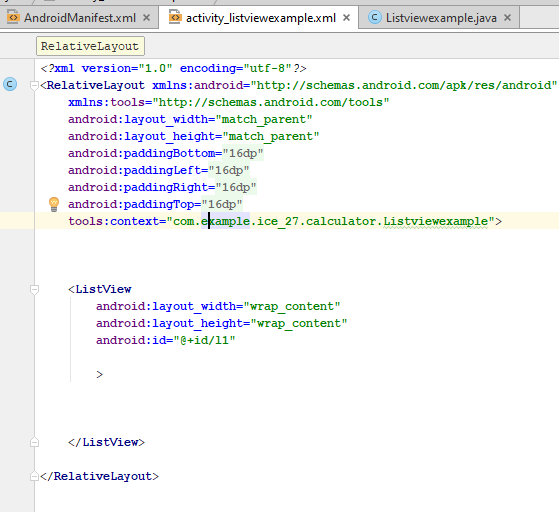 AndroidManifest.xml × activity_listviewexample.xml × Listviewexample.java ×
RelativeLayout
<?xml version="1.0" encoding="utf-8"?>
<RelativeLayout xmlns:android="http://schemas.android.com/apk/res/android"
xmlns:tools="http://schemas.android.com/tools"
android:layout_width="match_parent"
android:layout_height="match_parent"
android:paddingBottom="16dp"
android:paddingLeft="16dp"
android:paddingRight="16dp"
android:paddingTop="16dp"
tools:context="com.example.ice_27.calculator.Listviewexample">
<ListView
android:layout_width="wrap_content"
android:layout_height="wrap_content"
android:id="@+id/l1"
>
</ListView>
</RelativeLayout>